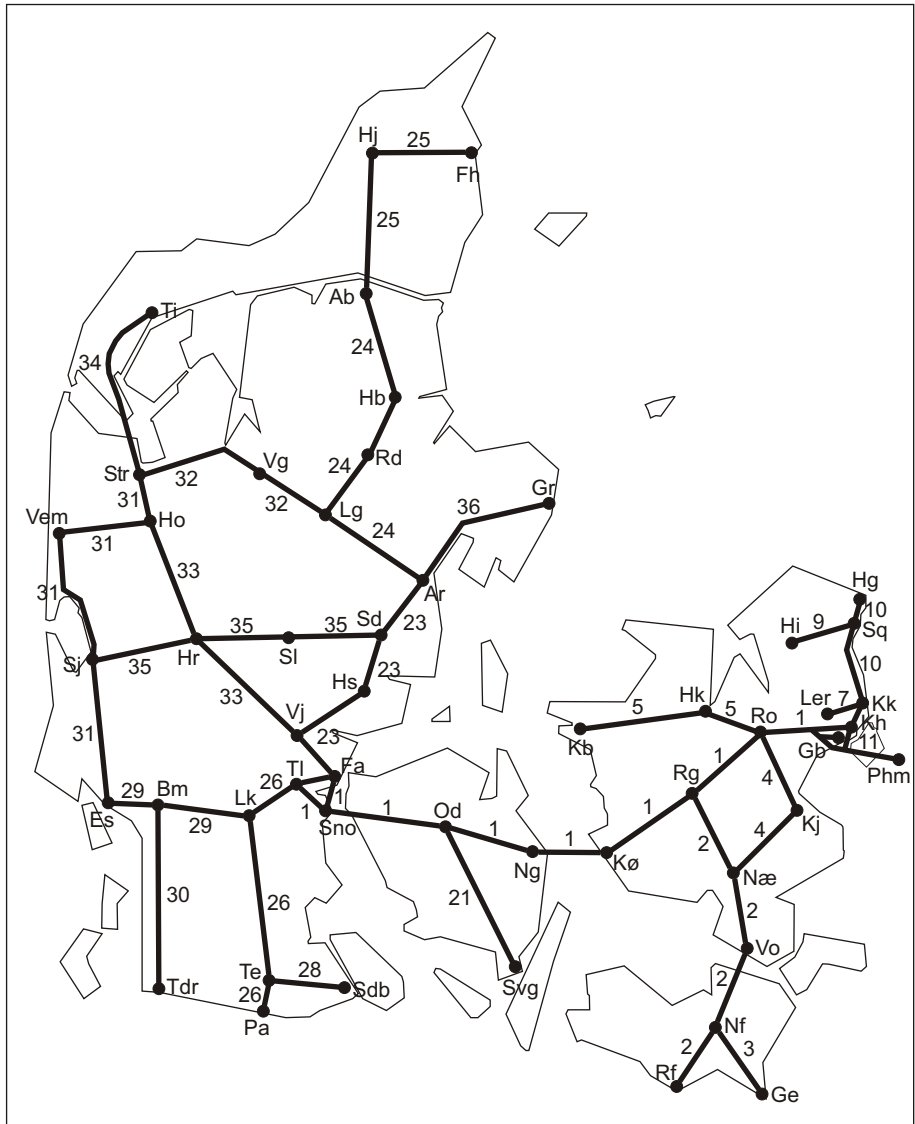 Hj
25
Fh
25
Ab
Ti
24
34
Hb
Vg
24
Rd
Str
32
32
Lg
36
Gr
31
Vem
Ho
24
31
33
31
Ar
Sd
23
35
35
Sj
35
Hr
Sl
23
Hs
33
Vj
23
31
Tl
Fa
26
1
Es
29
Bm
29
Lk
1
Sno
1
Od
1
Ng
1
Kø
1
30
26
21
Te
28
Sdb
Tdr
26
Pa
Svg
Hg
10
Hi
9
Sq
10
Hk
5
5
Kb
Ro
Ler
7
Kk
1
Kh
Gb
11
Phm
1
Rg
4
Kj
2
4
Næ
2
Vo
2
Nf
2
3
Rf
Ge